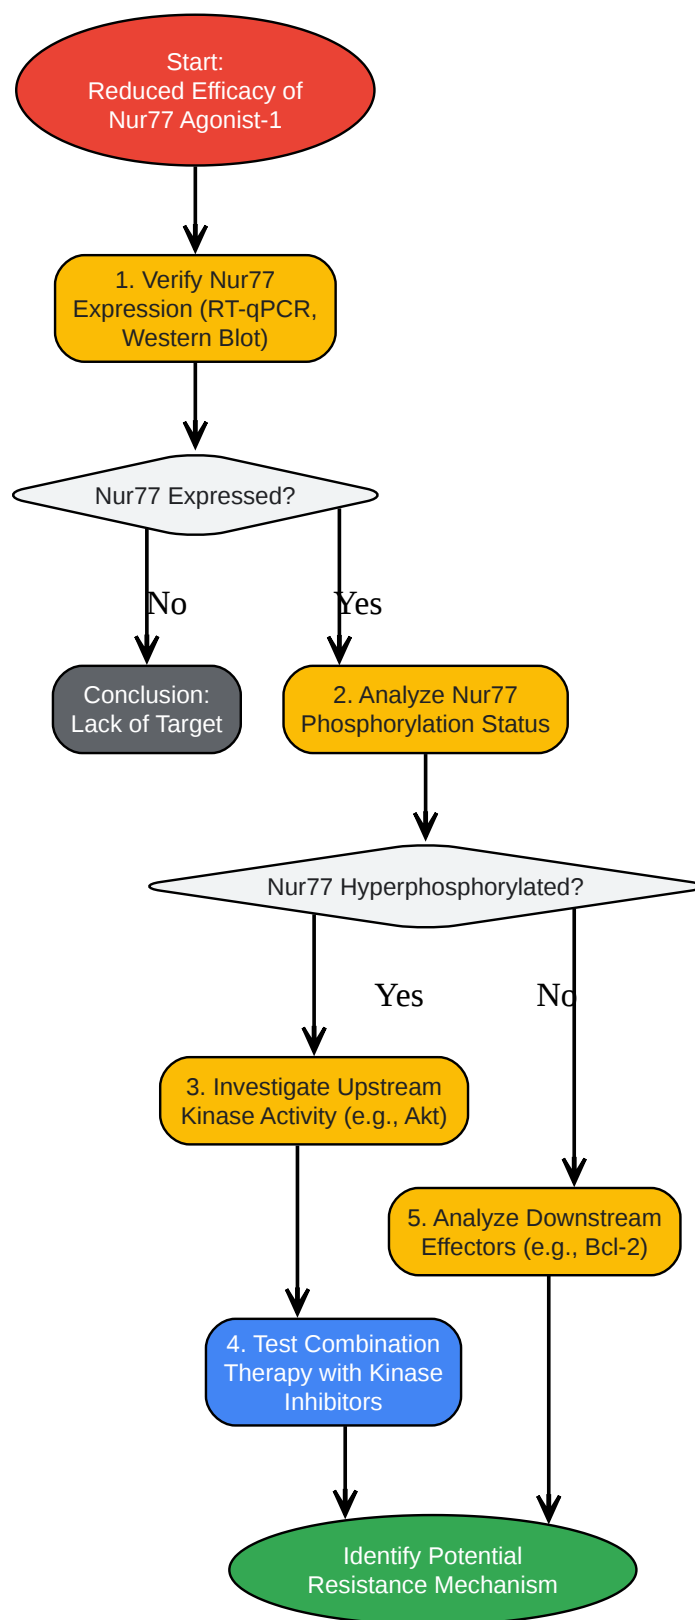 Start:
Reduced Efficacy of
Nur77 Agonist-1
1. Verify Nur77
Expression (RT-qPCR,
Western Blot)
Nur77 Expressed?
No
Yes
Conclusion:
Lack of Target
2. Analyze Nur77
Phosphorylation Status
Nur77 Hyperphosphorylated?
Yes
No
3. Investigate Upstream
Kinase Activity (e.g., Akt)
5. Analyze Downstream
Effectors (e.g., Bcl-2)
4. Test Combination
Therapy with Kinase
Inhibitors
Identify Potential
Resistance Mechanism